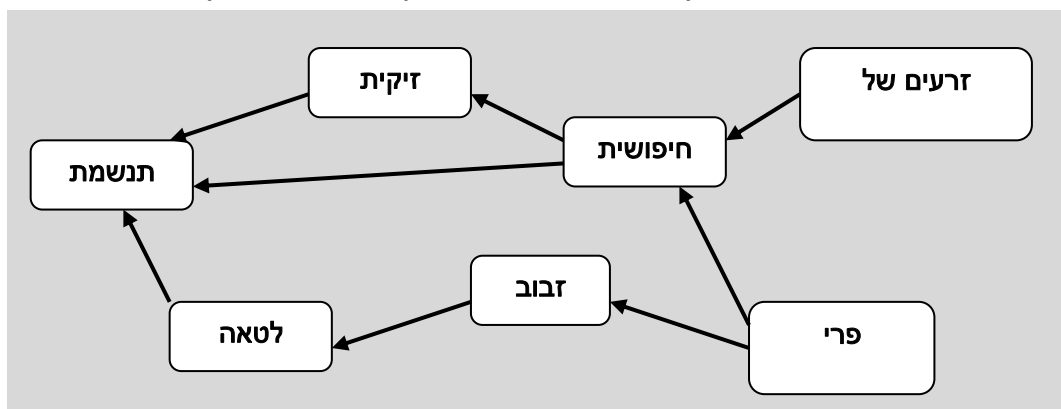 זיקית
זרעים של
חיפושית
תנשמת
זבוב
לטאה
פרי